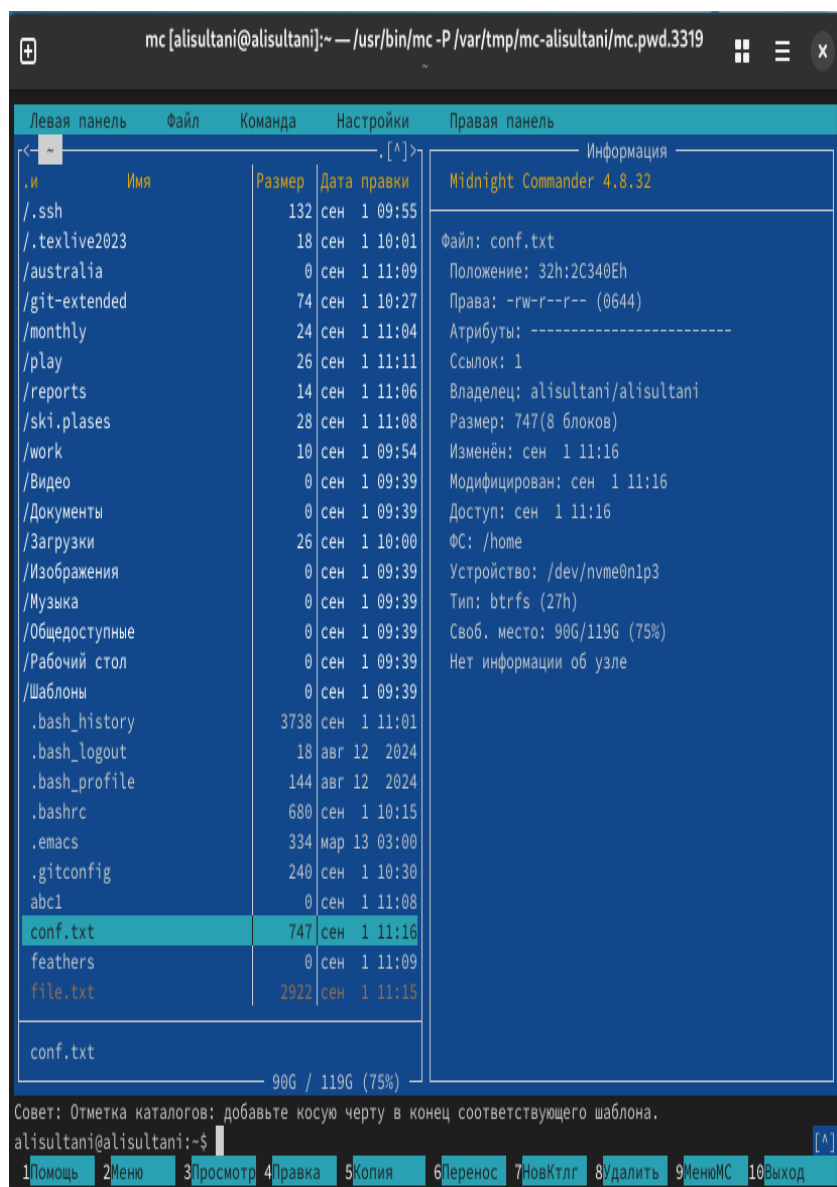 mc [alisultani@alisultani]:~ — /usr/bin/mc -P /var/tmp/mc-alisultani/mc.pwd.3319
~
Левая панель Файл Команда Настройки Правая панель
<─ ~ .[^]>
.и Имя Размер Дата правки
/.ssh 132 сен 1 09:55
/.texlive2023 18 сен 1 10:01
/australia 0 сен 1 11:09
/git-extended 74 сен 1 10:27
/monthly 24 сен 1 11:04
/play 26 сен 1 11:11
/reports 14 сен 1 11:06
/ski.plases 28 сен 1 11:08
/work 10 сен 1 09:54
/Видео 0 сен 1 09:39
/Документы 0 сен 1 09:39
/Загрузки 26 сен 1 10:00
/Изображения 0 сен 1 09:39
/Музыка 0 сен 1 09:39
/Общедоступные 0 сен 1 09:39
/Рабочий стол 0 сен 1 09:39
/Шаблоны 0 сен 1 09:39
.bash_history 3738 сен 1 11:01
.bash_logout 18 авг 12 2024
.bash_profile 144 авг 12 2024
.bashrc 680 сен 1 10:15
.emacs 334 мар 13 03:00
.gitconfig 240 сен 1 10:30
abc1 0 сен 1 11:08
conf.txt 747 сен 1 11:16
feathers 0 сен 1 11:09
file.txt 2922 сен 1 11:15
conf.txt
90G / 119G (75%)
Информация
Midnight Commander 4.8.32
Файл: conf.txt
Положение: 32h:2C340Eh
Права: -rw-r--r-- (0644)
Атрибуты: -------------------------
Ссылок: 1
Владелец: alisultani/alisultani
Размер: 747(8 блоков)
Изменён: сен 1 11:16
Модифицирован: сен 1 11:16
Доступ: сен 1 11:16
ФС: /home
Устройство: /dev/nvme0n1p3
Тип: btrfs (27h)
Своб. место: 90G/119G (75%)
Нет информации об узле
Совет: Отметка каталогов: добавьте косую черту в конец соответствующего шаблона.
alisultani@alisultani:~$ [^]
1Помощь 2Меню 3Просмотр 4Правка 5Копия 6Перенос 7НовКтлг 8Удалить 9МенюMC 10Выход